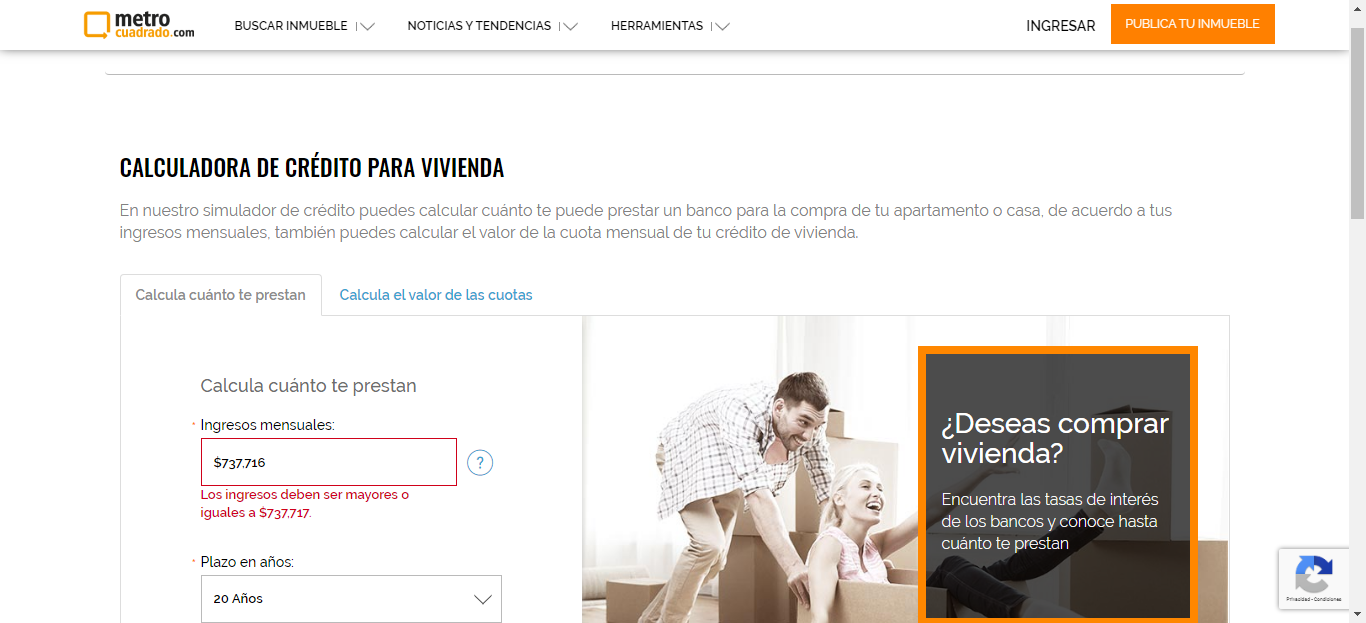 metro
cuadrado.com
BUSCAR INMUEBLE
NOTICIAS Y TENDENCIAS
HERRAMIENTAS
INGRESAR
PUBLICA TU INMUEBLE
CALCULADORA DE CRÉDITO PARA VIVIENDA
En nuestro simulador de crédito puedes calcular cuánto te puede prestar un banco para la compra de tu apartamento o casa, de acuerdo a tus
ingresos mensuales, también puedes calcular el valor de la cuota mensual de tu crédito de vivienda.
Calcula cuánto te prestan
Calcula el valor de las cuotas
Calcula cuánto te prestan
* Ingresos mensuales:
$737,716
?
Los ingresos deben ser mayores o
iguales a $737,717.
* Plazo en años:
20 Años
¿Deseas comprar
vivienda?
Encuentra las tasas de interés
de los bancos y conoce hasta
cuánto te prestan
Privacidad - Condiciones